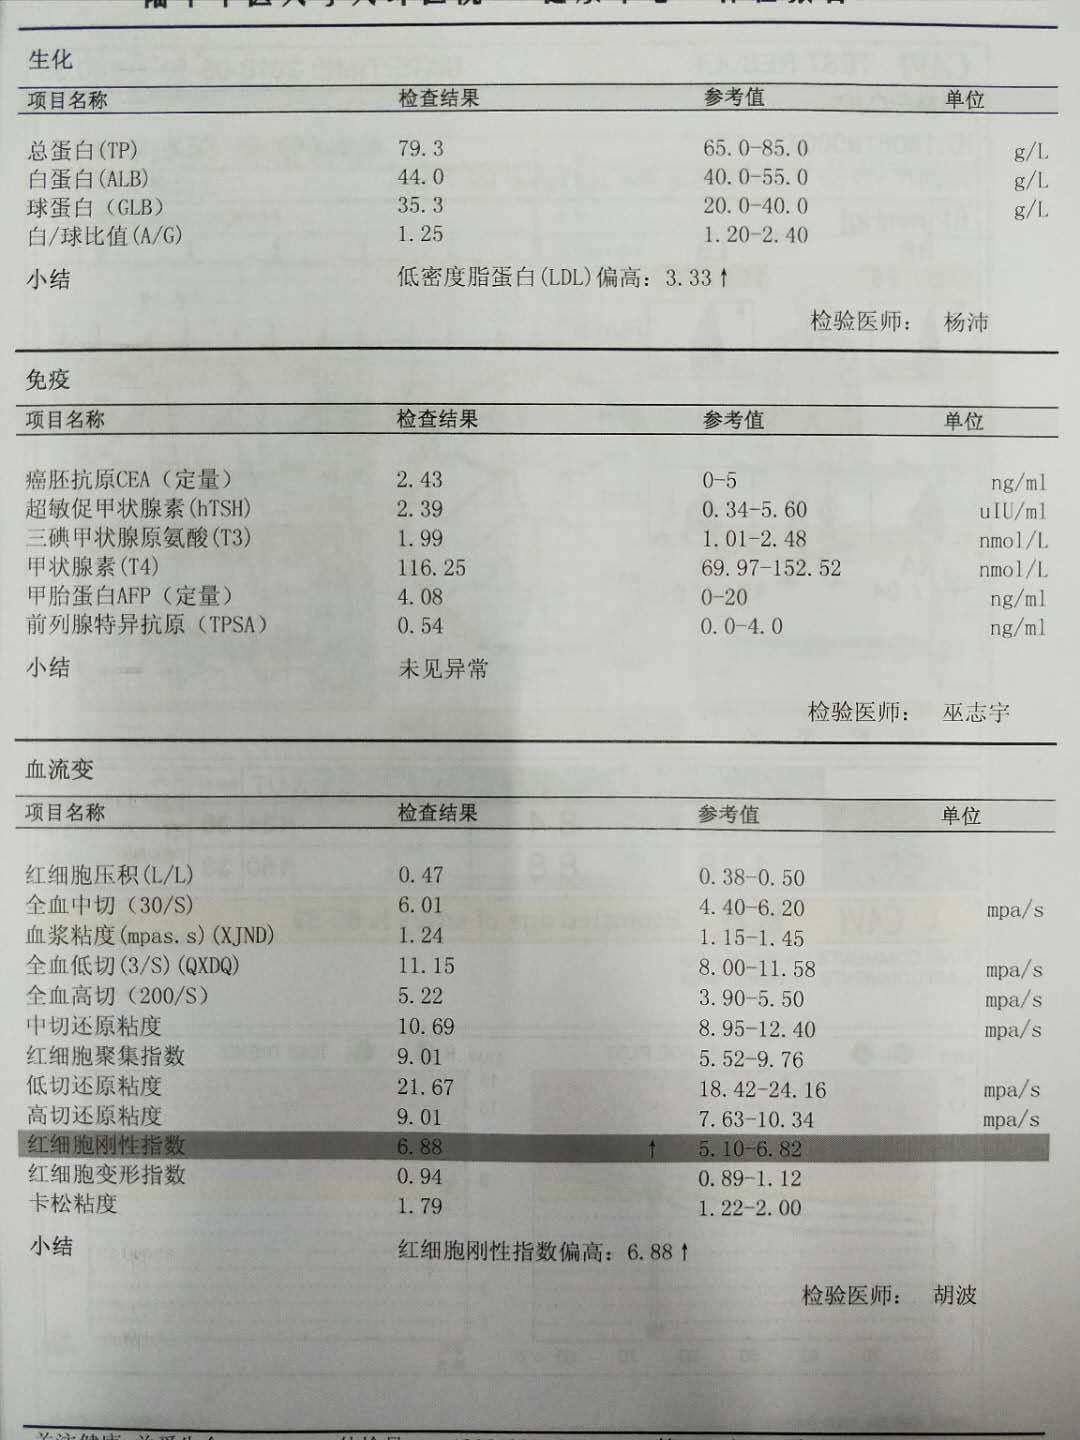 生化
项目名称 检查结果 参考值 单位
总蛋白(TP) 79.3 65.0-85.0 g/L
白蛋白(ALB) 44.0 40.0-55.0 g/L
球蛋白（GLB） 35.3 20.0-40.0 g/L
白/球比值(A/G) 1.25 1.20-2.40
小结 低密度脂蛋白(LDL)偏高：3.33↑
检验医师： 杨沛
免疫
项目名称 检查结果 参考值 单位
癌胚抗原CEA（定量） 2.43 0-5 ng/ml
超敏促甲状腺素(hTSH) 2.39 0.34-5.60 uIU/ml
三碘甲状腺原氨酸(T3) 1.99 1.01-2.48 nmol/L
甲状腺素(T4) 116.25 69.97-152.52 nmol/L
甲胎蛋白AFP（定量） 4.08 0-20 ng/ml
前列腺特异抗原（TPSA） 0.54 0.0-4.0 ng/ml
小结 未见异常
检验医师： 巫志宇
血流变
项目名称 检查结果 参考值 单位
红细胞压积(L/L) 0.47 0.38-0.50
全血中切（30/S） 6.01 4.40-6.20 mpa/s
血浆粘度(mpas.s)(XJND) 1.24 1.15-1.45
全血低切(3/S)(QXDQ) 11.15 8.00-11.58 mpa/s
全血高切（200/S） 5.22 3.90-5.50 mpa/s
中切还原粘度 10.69 8.95-12.40 mpa/s
红细胞聚集指数 9.01 5.52-9.76
低切还原粘度 21.67 18.42-24.16 mpa/s
高切还原粘度 9.01 7.63-10.34 mpa/s
红细胞刚性指数 6.88 ↑ 5.10-6.82
红细胞变形指数 0.94 0.89-1.12
卡松粘度 1.79 1.22-2.00
小结 红细胞刚性指数偏高：6.88↑
检验医师： 胡波